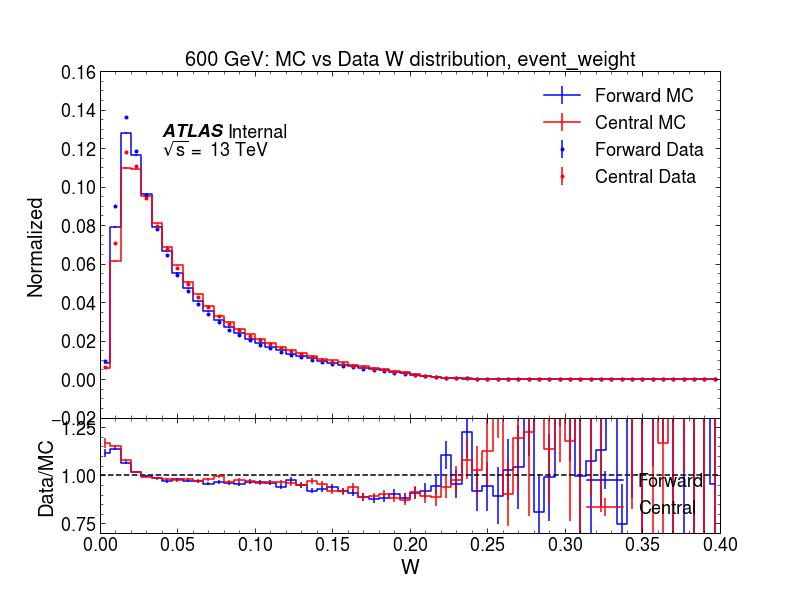 600 GeV: MC vs Data W distribution, event_weight
0.16
0.14
0.12
0.10
0.08
0.06
0.04
0.02
0.00
−0.02
Normalized
ATLAS Internal
√s = 13 TeV
Forward MC
Central MC
Forward Data
Central Data
1.25
1.00
0.75
Data/MC
Forward
Central
0.00 0.05 0.10 0.15 0.20 0.25 0.30 0.35 0.40
W